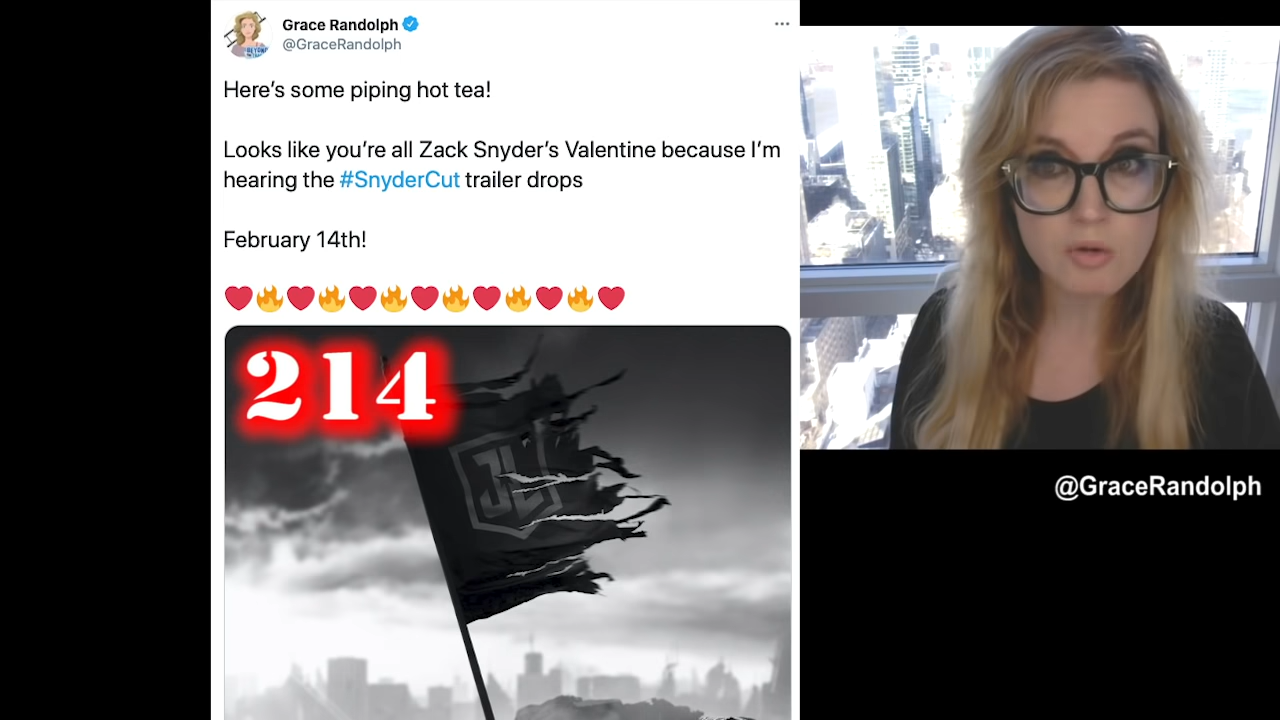 Grace Randolph
@GraceRandolph
Here's some piping hot tea!
Looks like you're all Zack Snyder's Valentine because I'm
hearing the #SnyderCut trailer drops
February 14th!
214
JL
@GraceRandolph